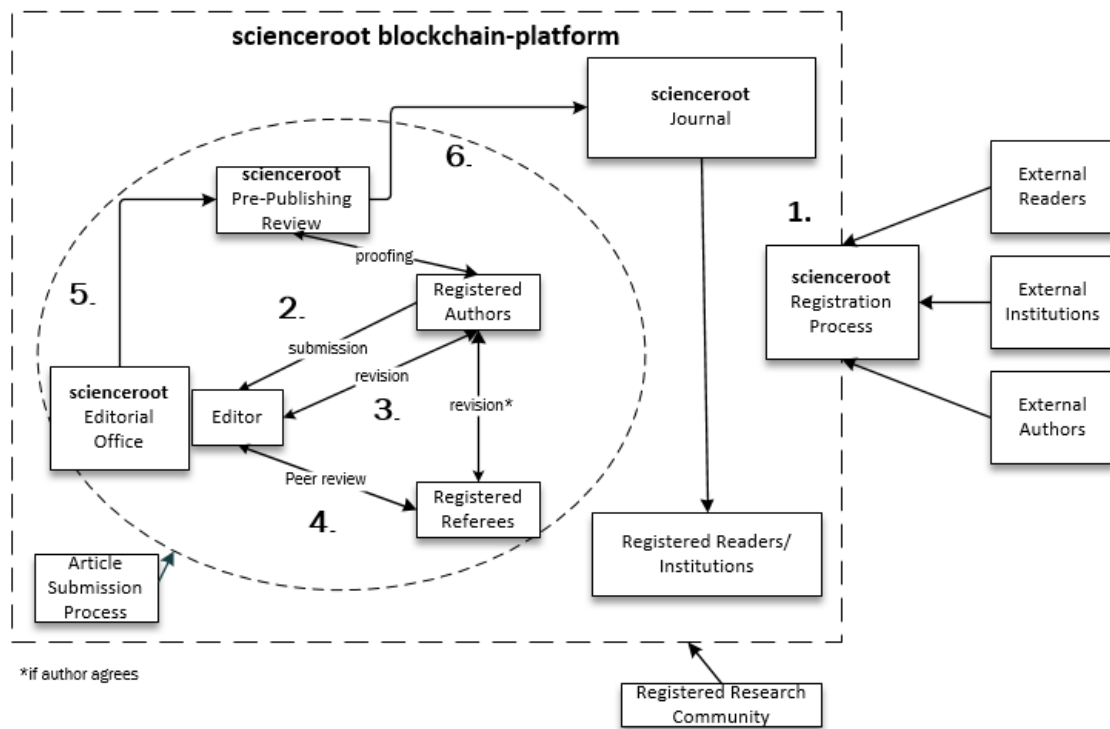 scienceroot blockchain-platform
scienceroot
Journal
6.
scienceroot
Pre-Publishing
Review
1.
External
Readers
proofing
scienceroot
Registration
Process
External
Institutions
5.
2.
Registered
Authors
submission
revision
3.
revision*
scienceroot
Editorial
Office
Editor
External
Authors
Peer review
4.
Registered
Referees
Registered Readers/
Institutions
Article
Submission
Process
*if author agrees
Registered Research
Community